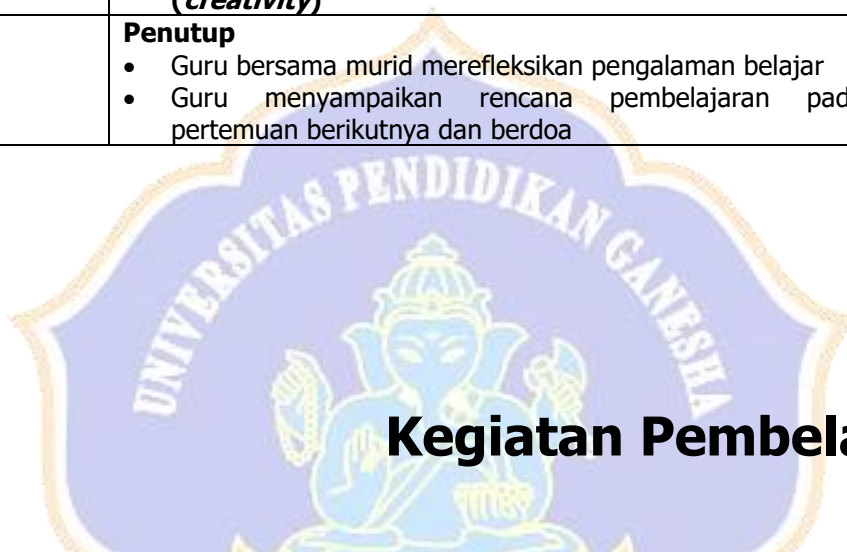 (creativity)
Penutup
• Guru bersama murid merefleksikan pengalaman belajar
• Guru menyampaikan rencana pembelajaran pad
pertemuan berikutnya dan berdoa
UNIVERSITAS PENDIDIKAN GANESHA
Kegiatan Pembela